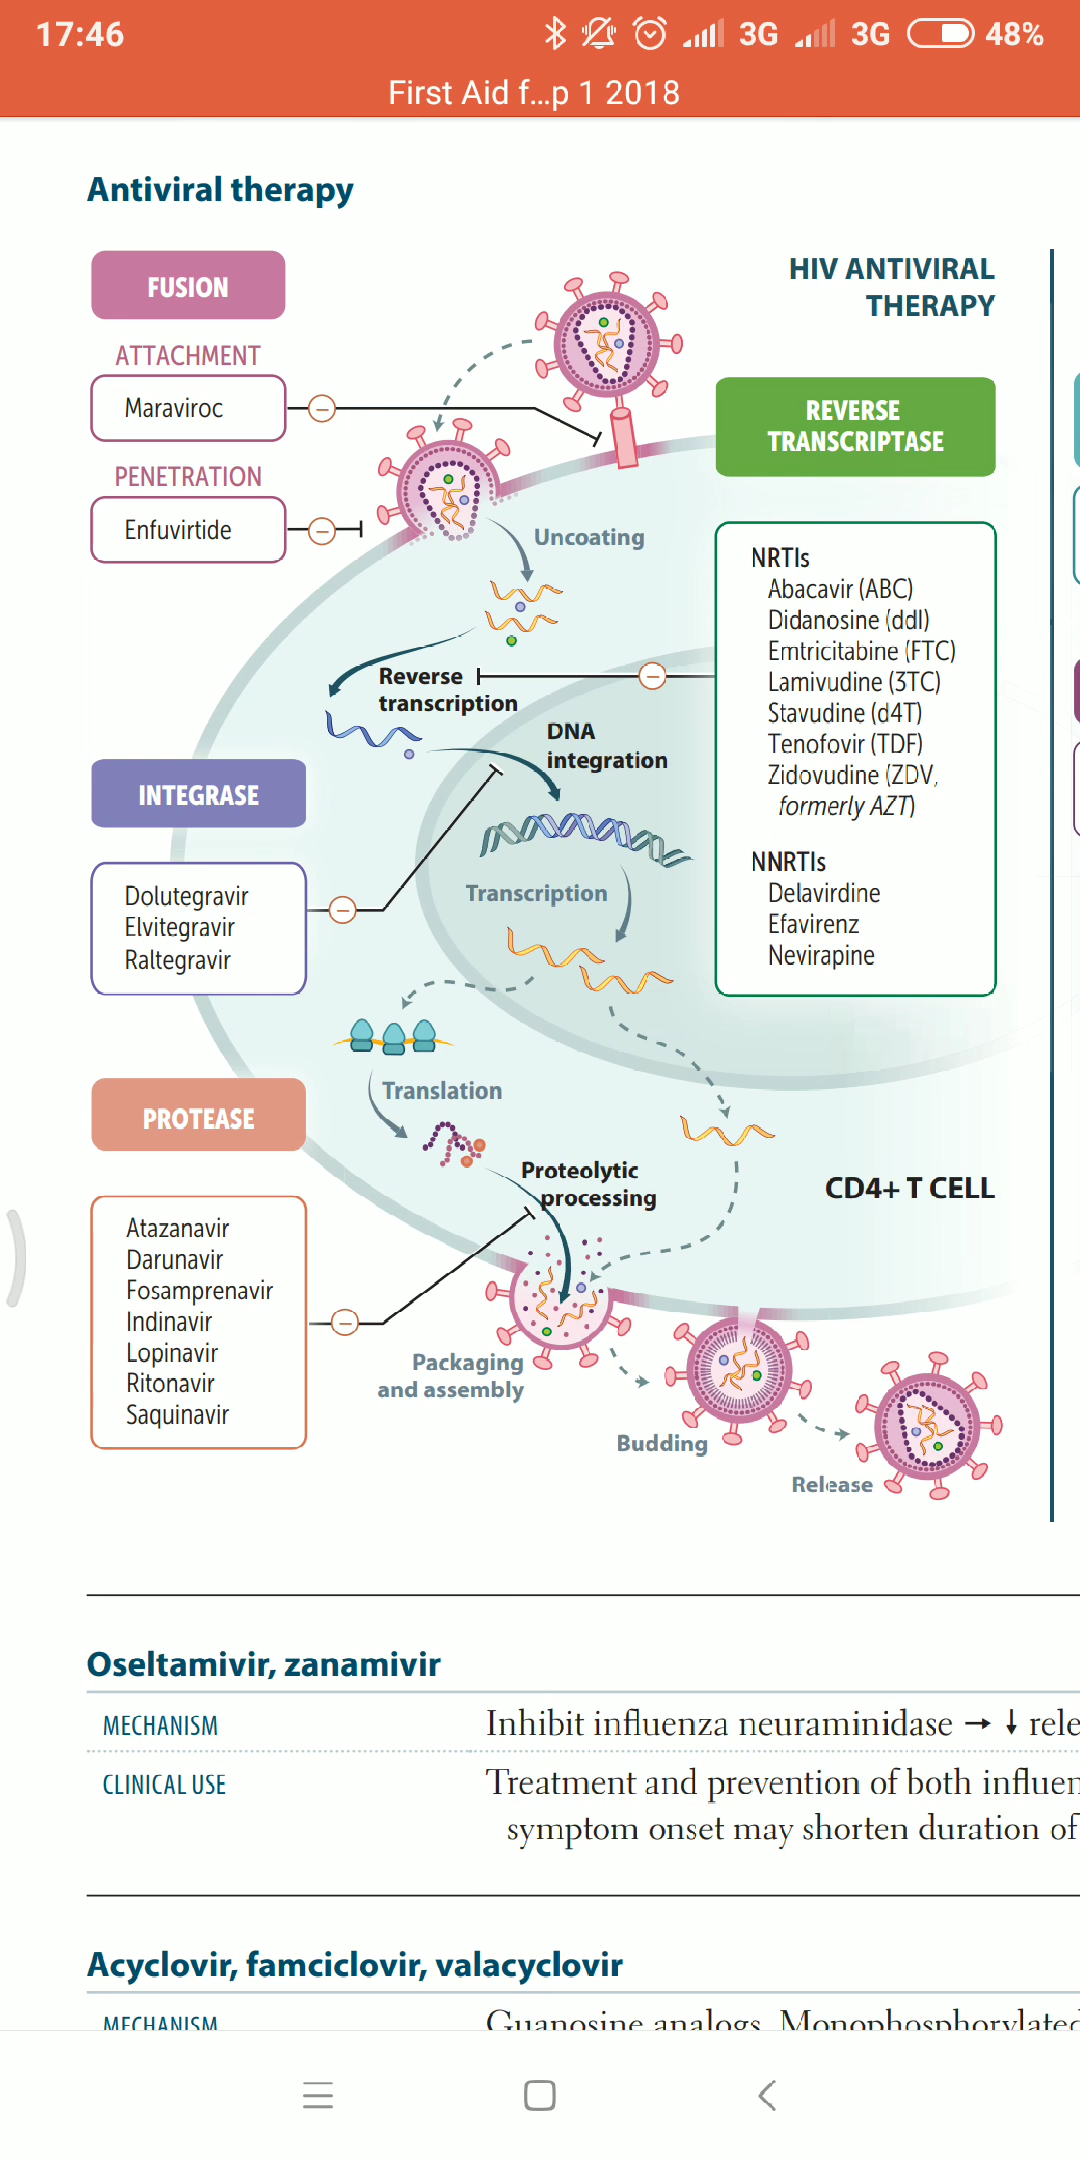 17:46
3G 3G 48%
First Aid f...p 1 2018
Antiviral therapy
FUSION
ATTACHMENT
Maraviroc
PENETRATION
Enfuvirtide
HIV ANTIVIRAL
THERAPY
REVERSE
TRANSCRIPTASE
Uncoating
NRTIs
Abacavir (ABC)
Didanosine (ddI)
Emtricitabine (FTC)
Lamivudine (3TC)
Stavudine (d4T)
Tenofovir (TDF)
Zidovudine (ZDV,
formerly AZT)
NNRTIs
Delavirdine
Efavirenz
Nevirapine
Reverse
transcription
DNA
integration
INTEGRASE
Dolutegravir
Elvitegravir
Raltegravir
Transcription
Translation
PROTEASE
Atazanavir
Darunavir
Fosamprenavir
Indinavir
Lopinavir
Ritonavir
Saquinavir
Proteolytic
processing
CD4+ T CELL
Packaging
and assembly
Budding
Release
Oseltamivir, zanamivir
MECHANISM
Inhibit influenza neuraminidase → ↓ rele
CLINICAL USE
Treatment and prevention of both influen
symptom onset may shorten duration of
Acyclovir, famciclovir, valacyclovir
MECHANISM
Guanosine analogs. Monophosphorylated